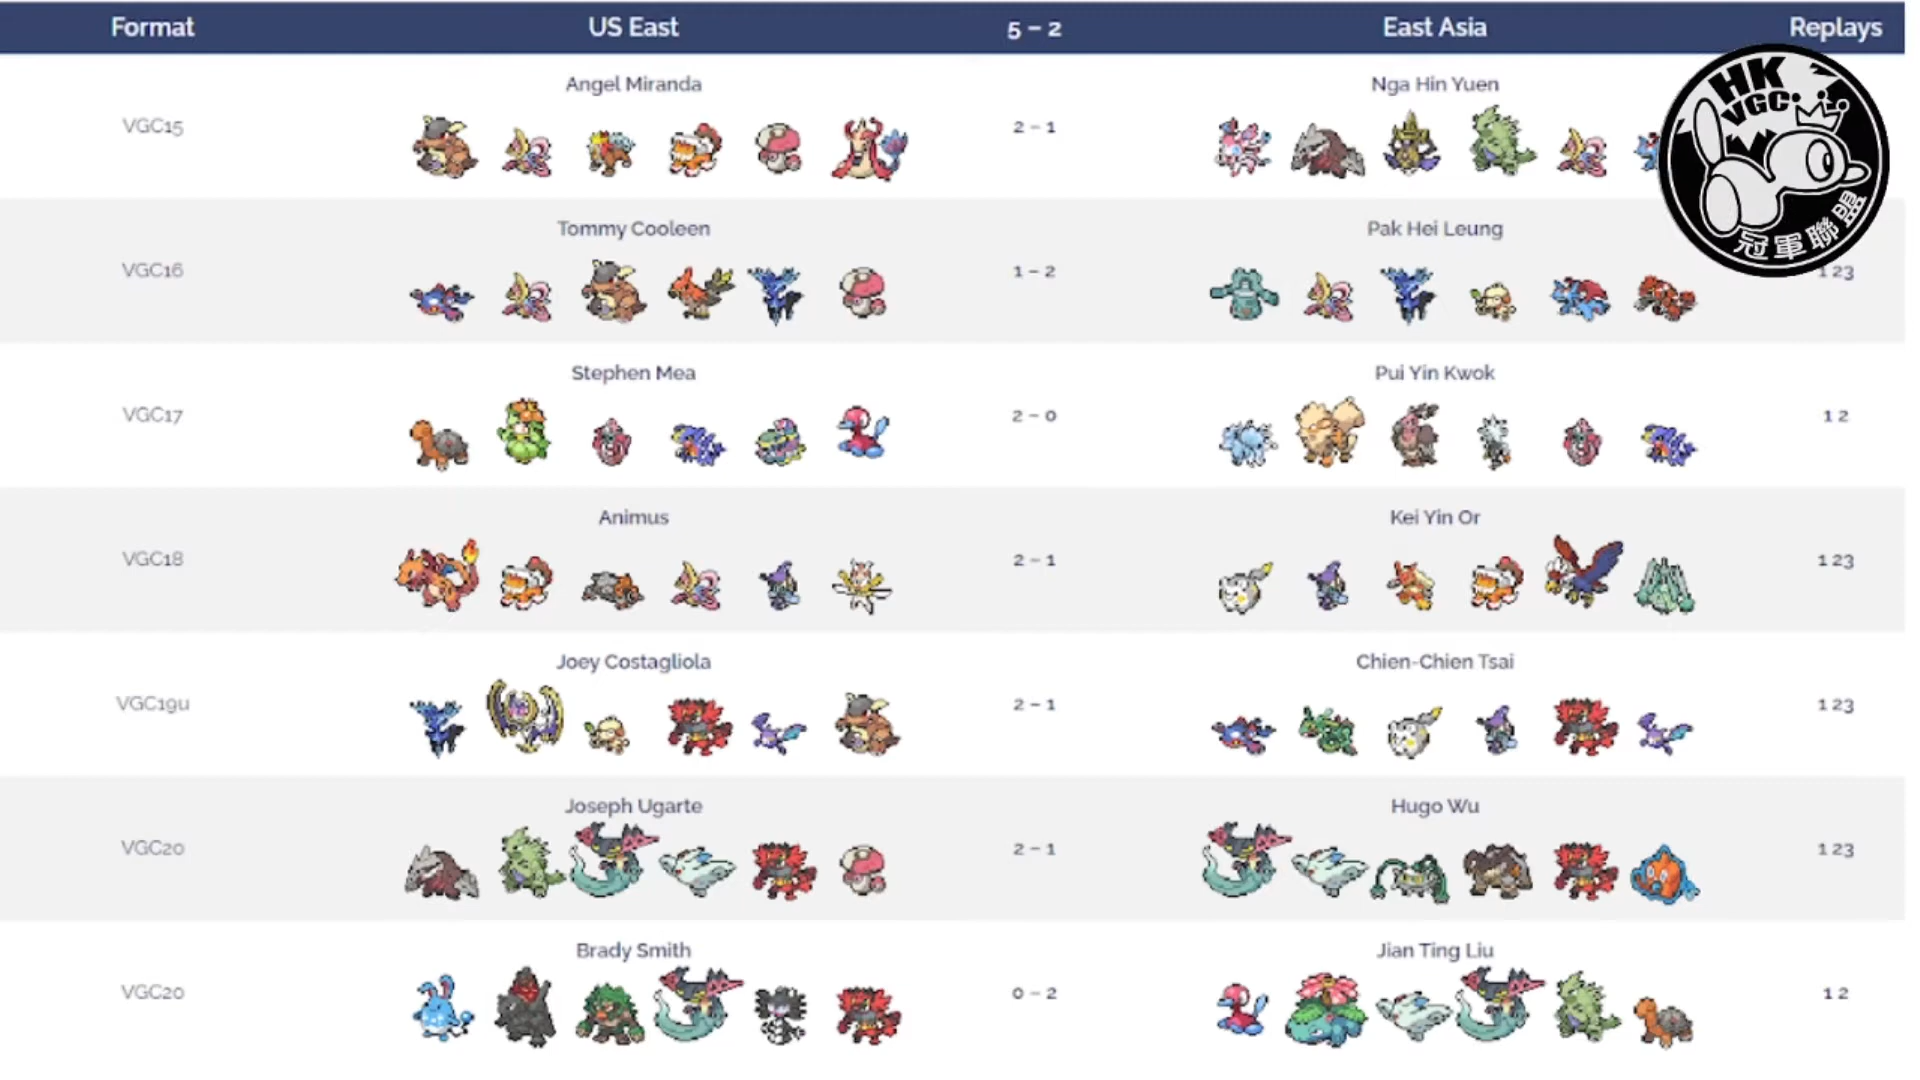 Format US East 5 – 2 East Asia Replays
Angel Miranda Nga Hin Yuen
VGC15 2 – 1
HK
VGC
冠軍聯盟
Tommy Cooleen Pak Hei Leung
VGC16 1 – 2 1 2 3
Stephen Mea Pui Yin Kwok
VGC17 2 – 0 1 2
Animus Kei Yin Or
VGC18 2 – 1 1 2 3
Joey Costagliola Chien-Chien Tsai
VGC19u 2 – 1 1 2 3
Joseph Ugarte Hugo Wu
VGC20 2 – 1 1 2 3
Brady Smith Jian Ting Liu
VGC20 0 – 2 1 2